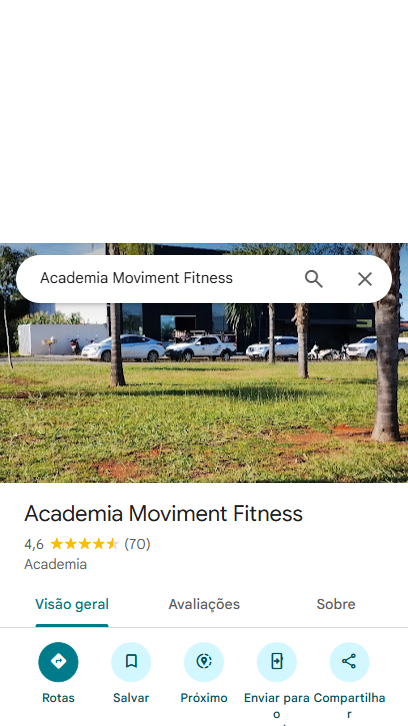 Academia Moviment Fitness
Academia Moviment Fitness
4,6 (70)
Academia
Visão geral Avaliações Sobre
Rotas Salvar Próximo Enviar para o Compartilhar